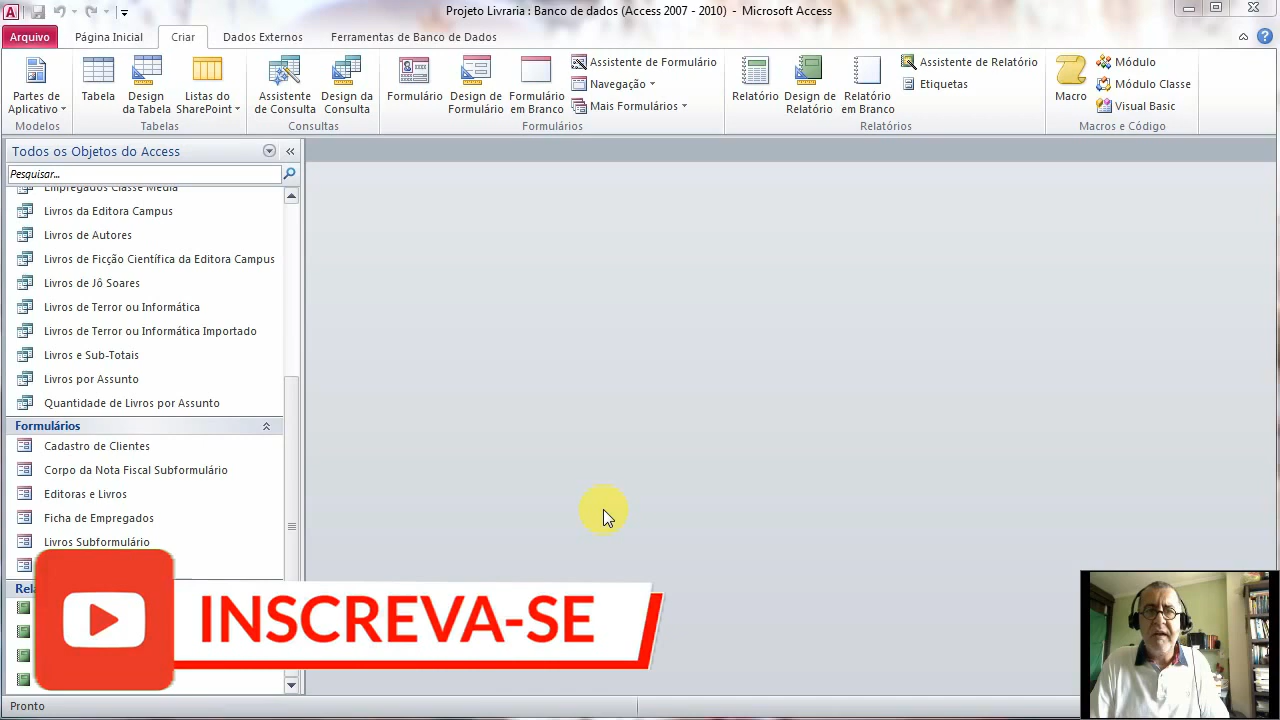 Projeto Livraria : Banco de dados (Access 2007 - 2010) - Microsoft Access
Arquivo
Página Inicial
Criar
Dados Externos
Ferramentas de Banco de Dados
Partes de Aplicativo
Tabela
Design da Tabela
Listas do SharePoint
Assistente de Consulta
Design da Consulta
Formulário
Design de Formulário
Formulário em Branco
Assistente de Formulário
Navegação
Mais Formulários
Relatório
Design de Relatório
Relatório em Branco
Assistente de Relatório
Etiquetas
Macro
Módulo
Módulo Classe
Visual Basic
Modelos
Tabelas
Consultas
Formulários
Relatórios
Macros e Código
Todos os Objetos do Access
Pesquisar...
Empregados Classe Média
Livros da Editora Campus
Livros de Autores
Livros de Ficção Científica da Editora Campus
Livros de Jô Soares
Livros de Terror ou Informática
Livros de Terror ou Informática Importado
Livros e Sub-Totais
Livros por Assunto
Quantidade de Livros por Assunto
Formulários
Cadastro de Clientes
Corpo da Nota Fiscal Subformulário
Editoras e Livros
Ficha de Empregados
Livros Subformulário
INSCREVA-SE
Pronto